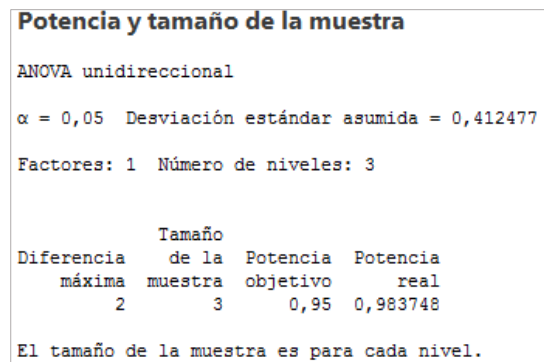 Potencia y tamaño de la muestra
ANOVA unidireccional
α = 0,05 Desviación estándar asumida = 0,412477
Factores: 1 Número de niveles: 3
Tamaño
Diferencia de la Potencia Potencia
máxima muestra objetivo real
2 3 0,95 0,983748
El tamaño de la muestra es para cada nivel.